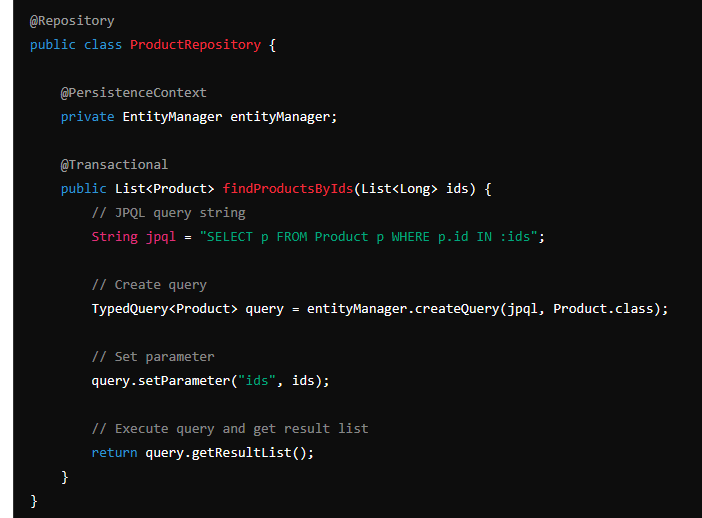 @Repository
public class ProductRepository {
@PersistenceContext
private EntityManager entityManager;
@Transactional
public List<Product> findProductsByIds(List<Long> ids) {
// JPQL query string
String jpql = "SELECT p FROM Product p WHERE p.id IN :ids";
// Create query
TypedQuery<Product> query = entityManager.createQuery(jpql, Product.class);
// Set parameter
query.setParameter("ids", ids);
// Execute query and get result list
return query.getResultList();
}
}